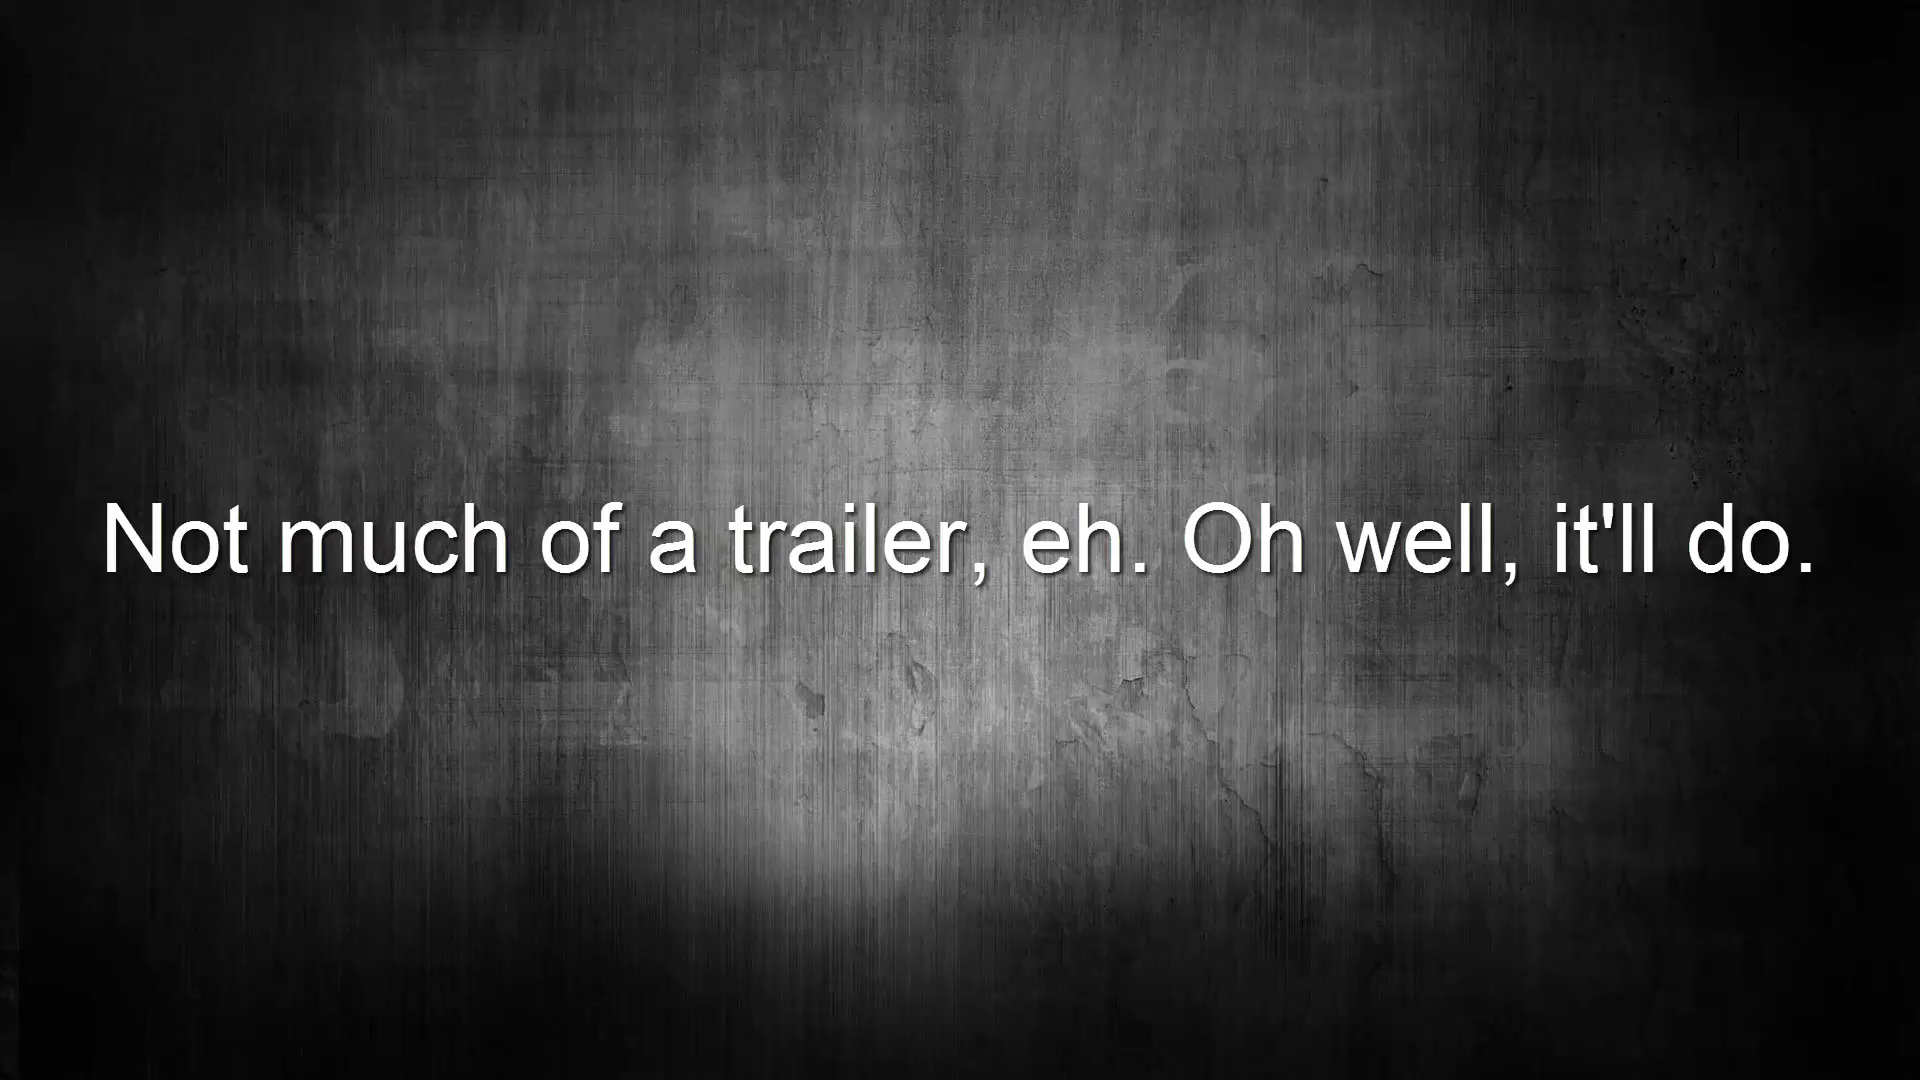 Not much of a trailer, eh. Oh well, it'll do.